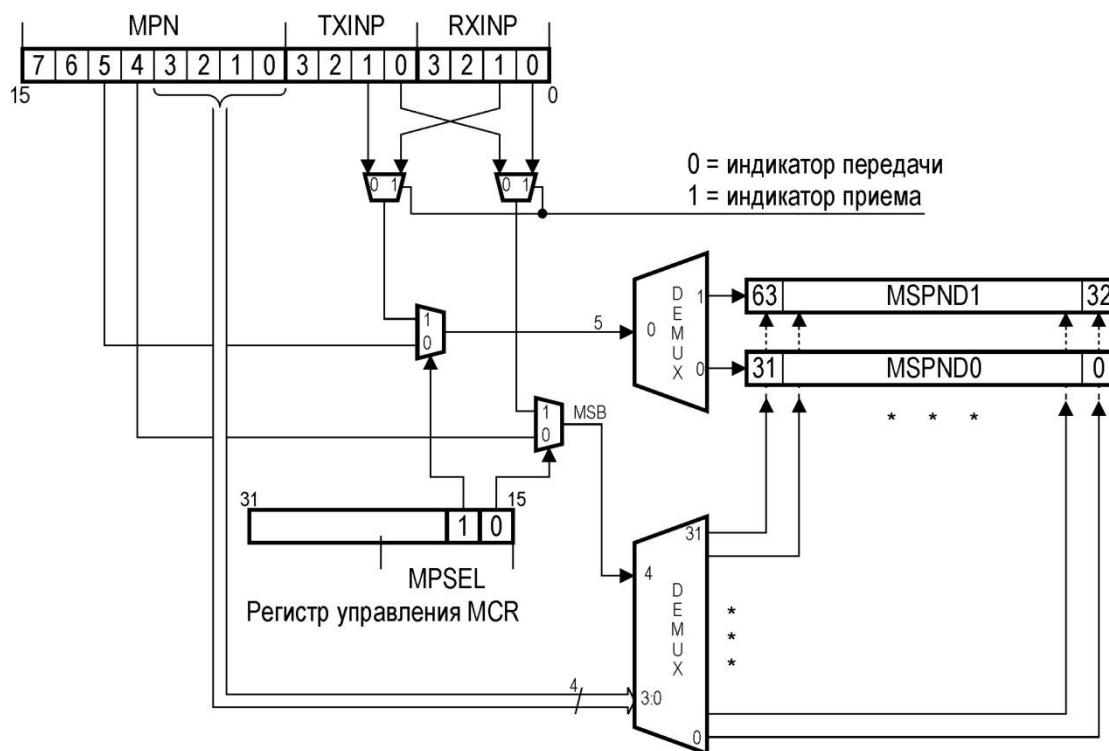 MPN TXINP RXINP
7 6 5 4 3 2 1 0 3 2 1 0 3 2 1 0
15 0
0 1 0 1
0 = индикатор передачи
1 = индикатор приема
1
0
5
0
DEMUX
1
0
63 MSPND1 32
31 MSPND0 0
* * *
1
0
MSB
31 15
1 0
MPSEL
Регистр управления MCR
4
3:0
DEMUX
31
0
*
*
*
4